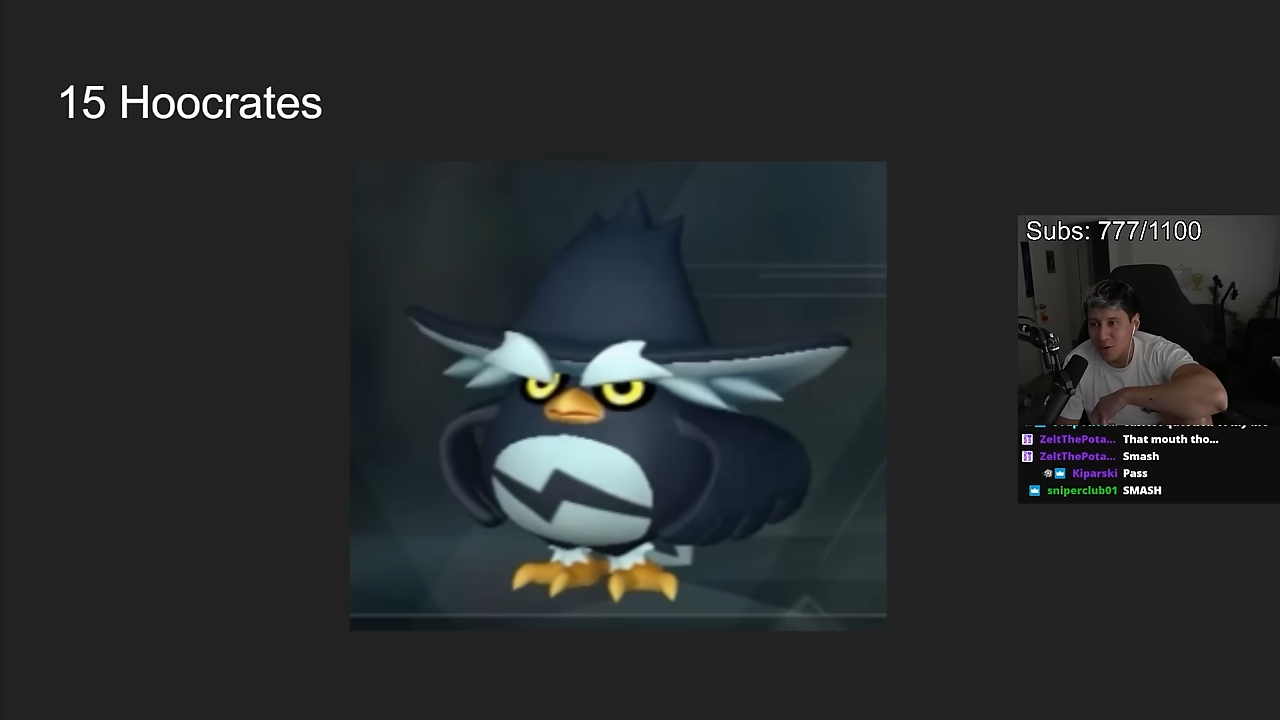 15 Hoocrates
Subs: 777/1100
ZeltThePota... That mouth tho...
ZeltThePota... Smash
Kiparski Pass
sniperclub01 SMASH